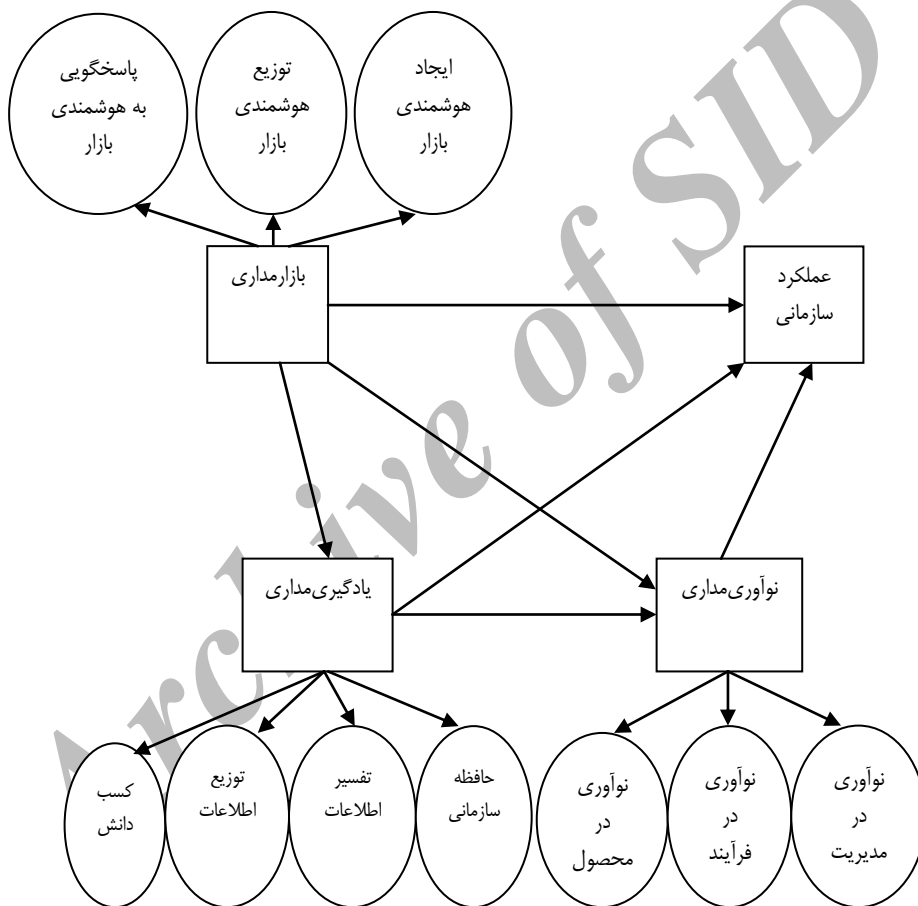 ایجاد
هوشمندی
بازار
توزیع
هوشمندی
بازار
پاسخگویی
به هوشمندی
بازار
بازارمداری
عملکرد
سازمانی
یادگیری‌مداری
نوآوری‌مداری
نوآوری
در
مدیریت
نوآوری
در
فرآیند
نوآوری
در
محصول
حافظه
سازمانی
تفسیر
اطلاعات
توزیع
اطلاعات
کسب
دانش
Archive of SID